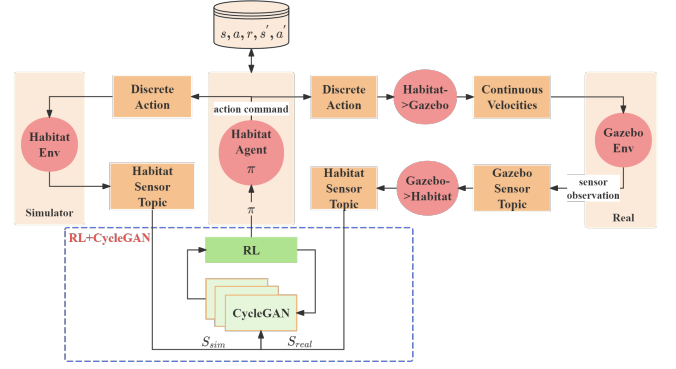 s, a, r, s', a'
Discrete
Action
action command
Discrete
Action
Habitat-
>Gazebo
Continuous
Velocities
Habitat
Env
Habitat
Agent
π
Gazebo
Env
Habitat
Sensor
Topic
Habitat
Sensor
Topic
Gazebo-
>Habitat
Gazebo
Sensor
Topic
sensor
observation
Simulator
π
Real
RL+CycleGAN
RL
CycleGAN
S_sim
S_real